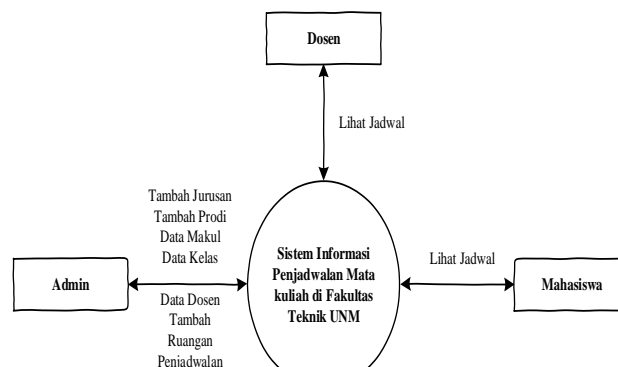 Dosen
Lihat Jadwal
Tambah Jurusan
Tambah Prodi
Data Makul
Data Kelas
Admin
Data Dosen
Tambah
Ruangan
Penjadwalan
Sistem Informasi
Penjadwalan Mata
kuliah di Fakultas
Teknik UNM
Lihat Jadwal
Mahasiswa